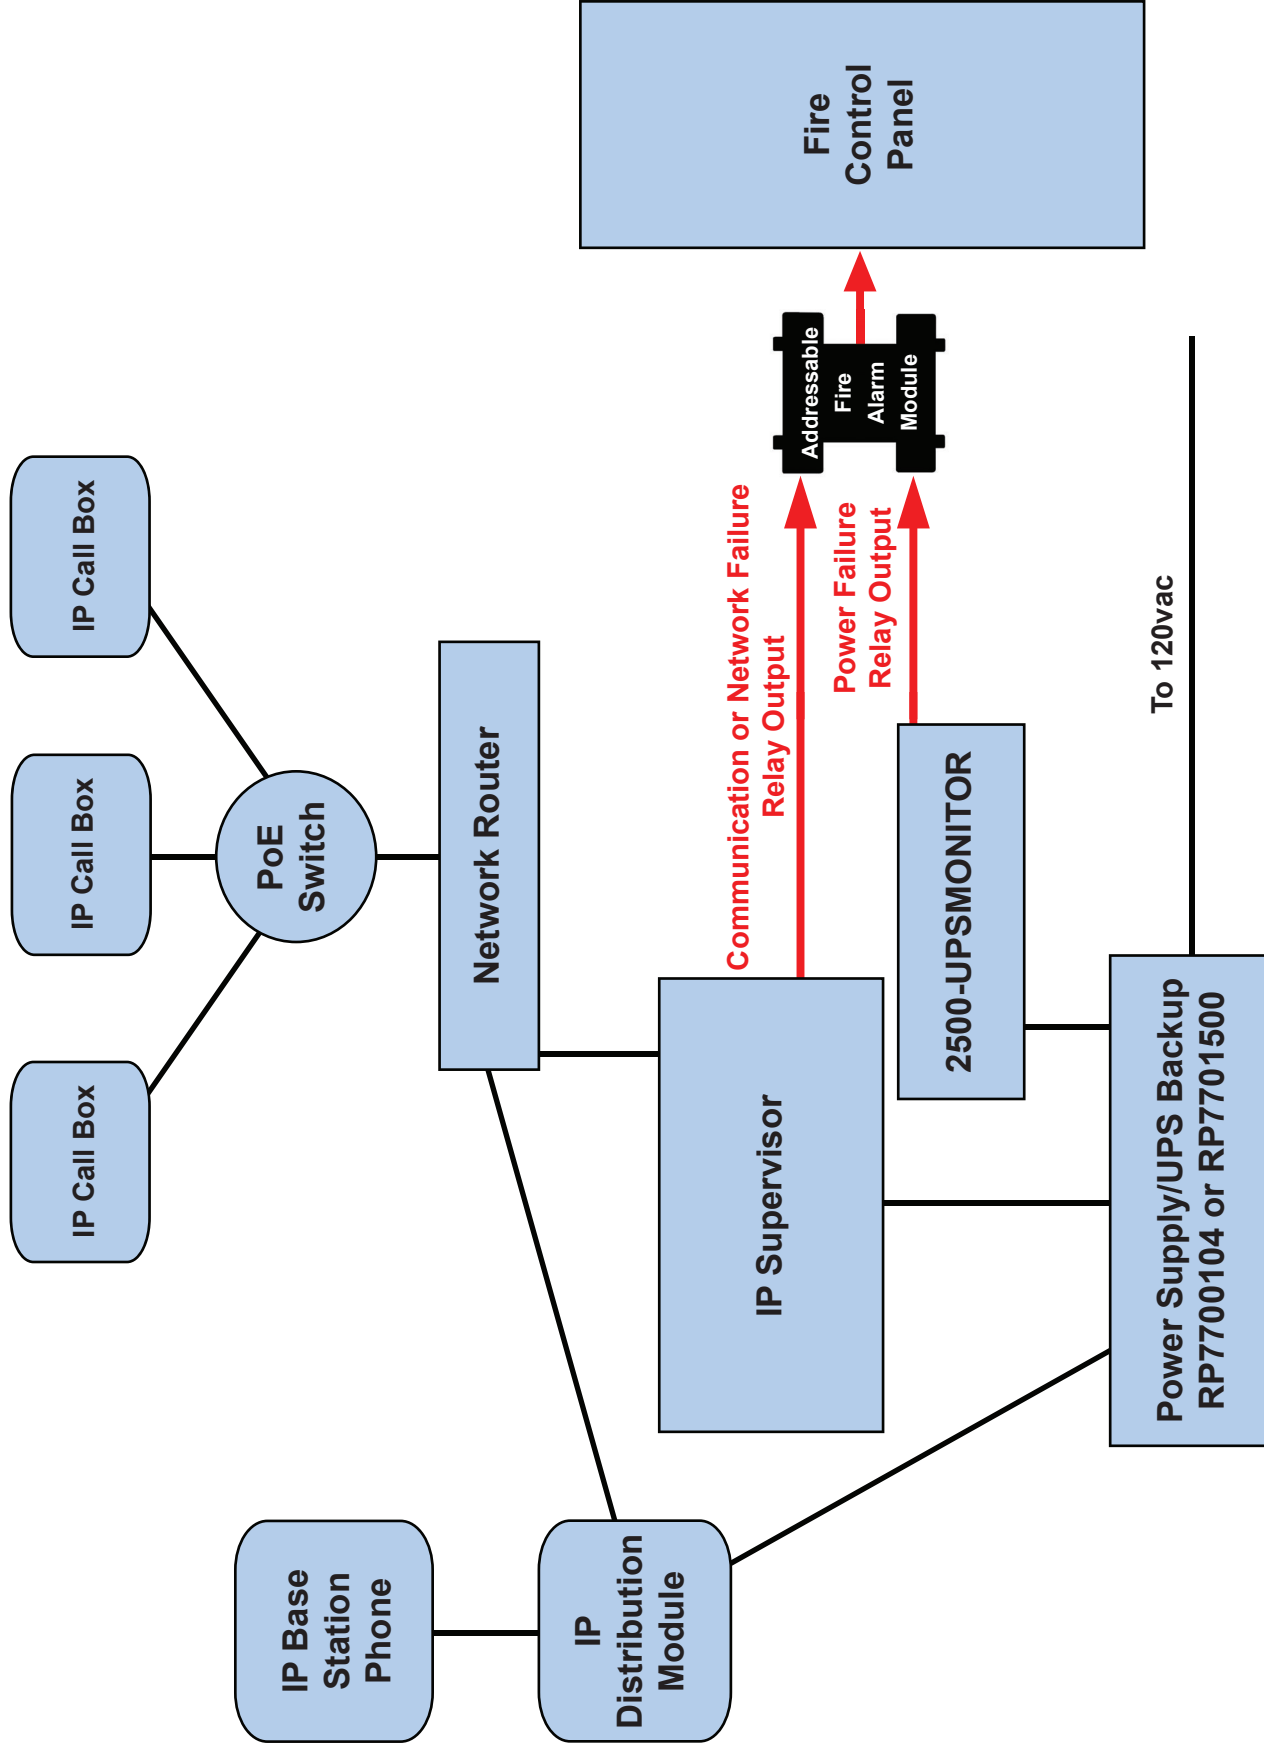 IP Call Box
IP Call Box
IP Call Box
PoE
Switch
IP Base
Station
Phone
Network Router
IP
Distribution
Module
IP Supervisor
Communication or Network Failure
Relay Output
Power Failure
Relay Output
Addressable
Fire
Alarm
Module
Fire
Control
Panel
2500-UPSMONITOR
Power Supply/UPS Backup
RP7700104 or RP7701500
To 120vac